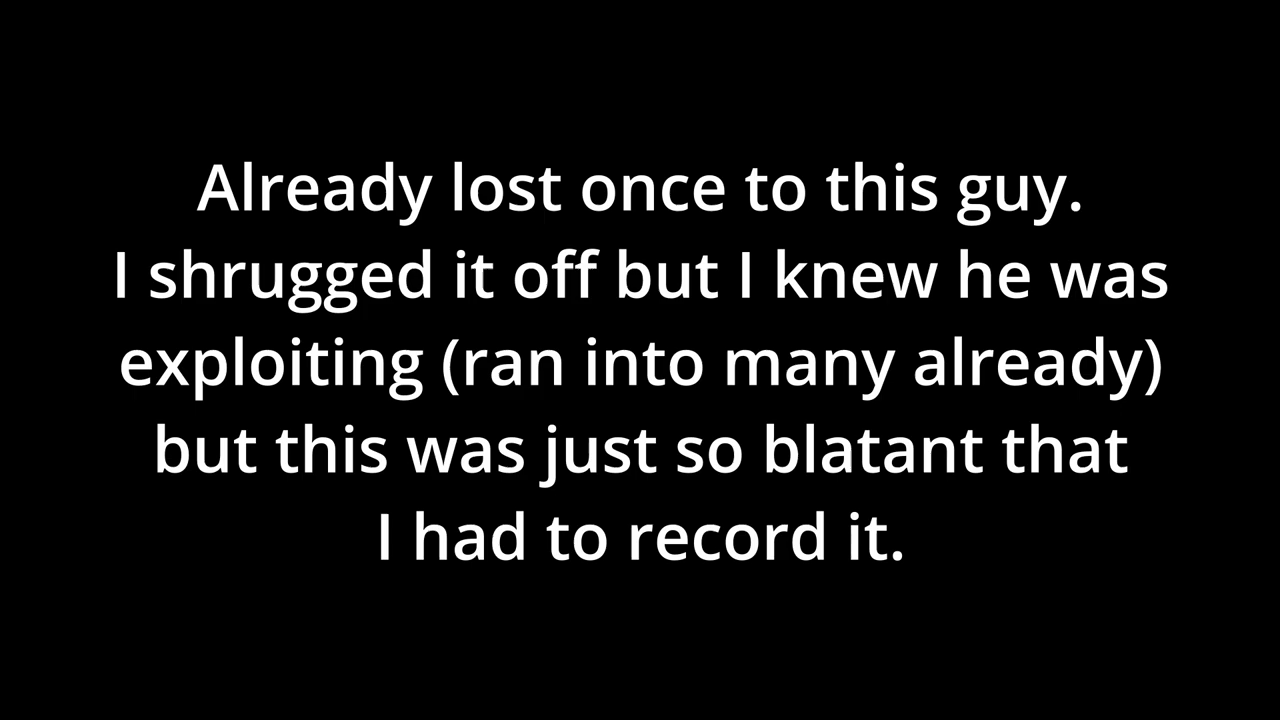 Already lost once to this guy.
I shrugged it off but I knew he was
exploiting (ran into many already)
but this was just so blatant that
I had to record it.